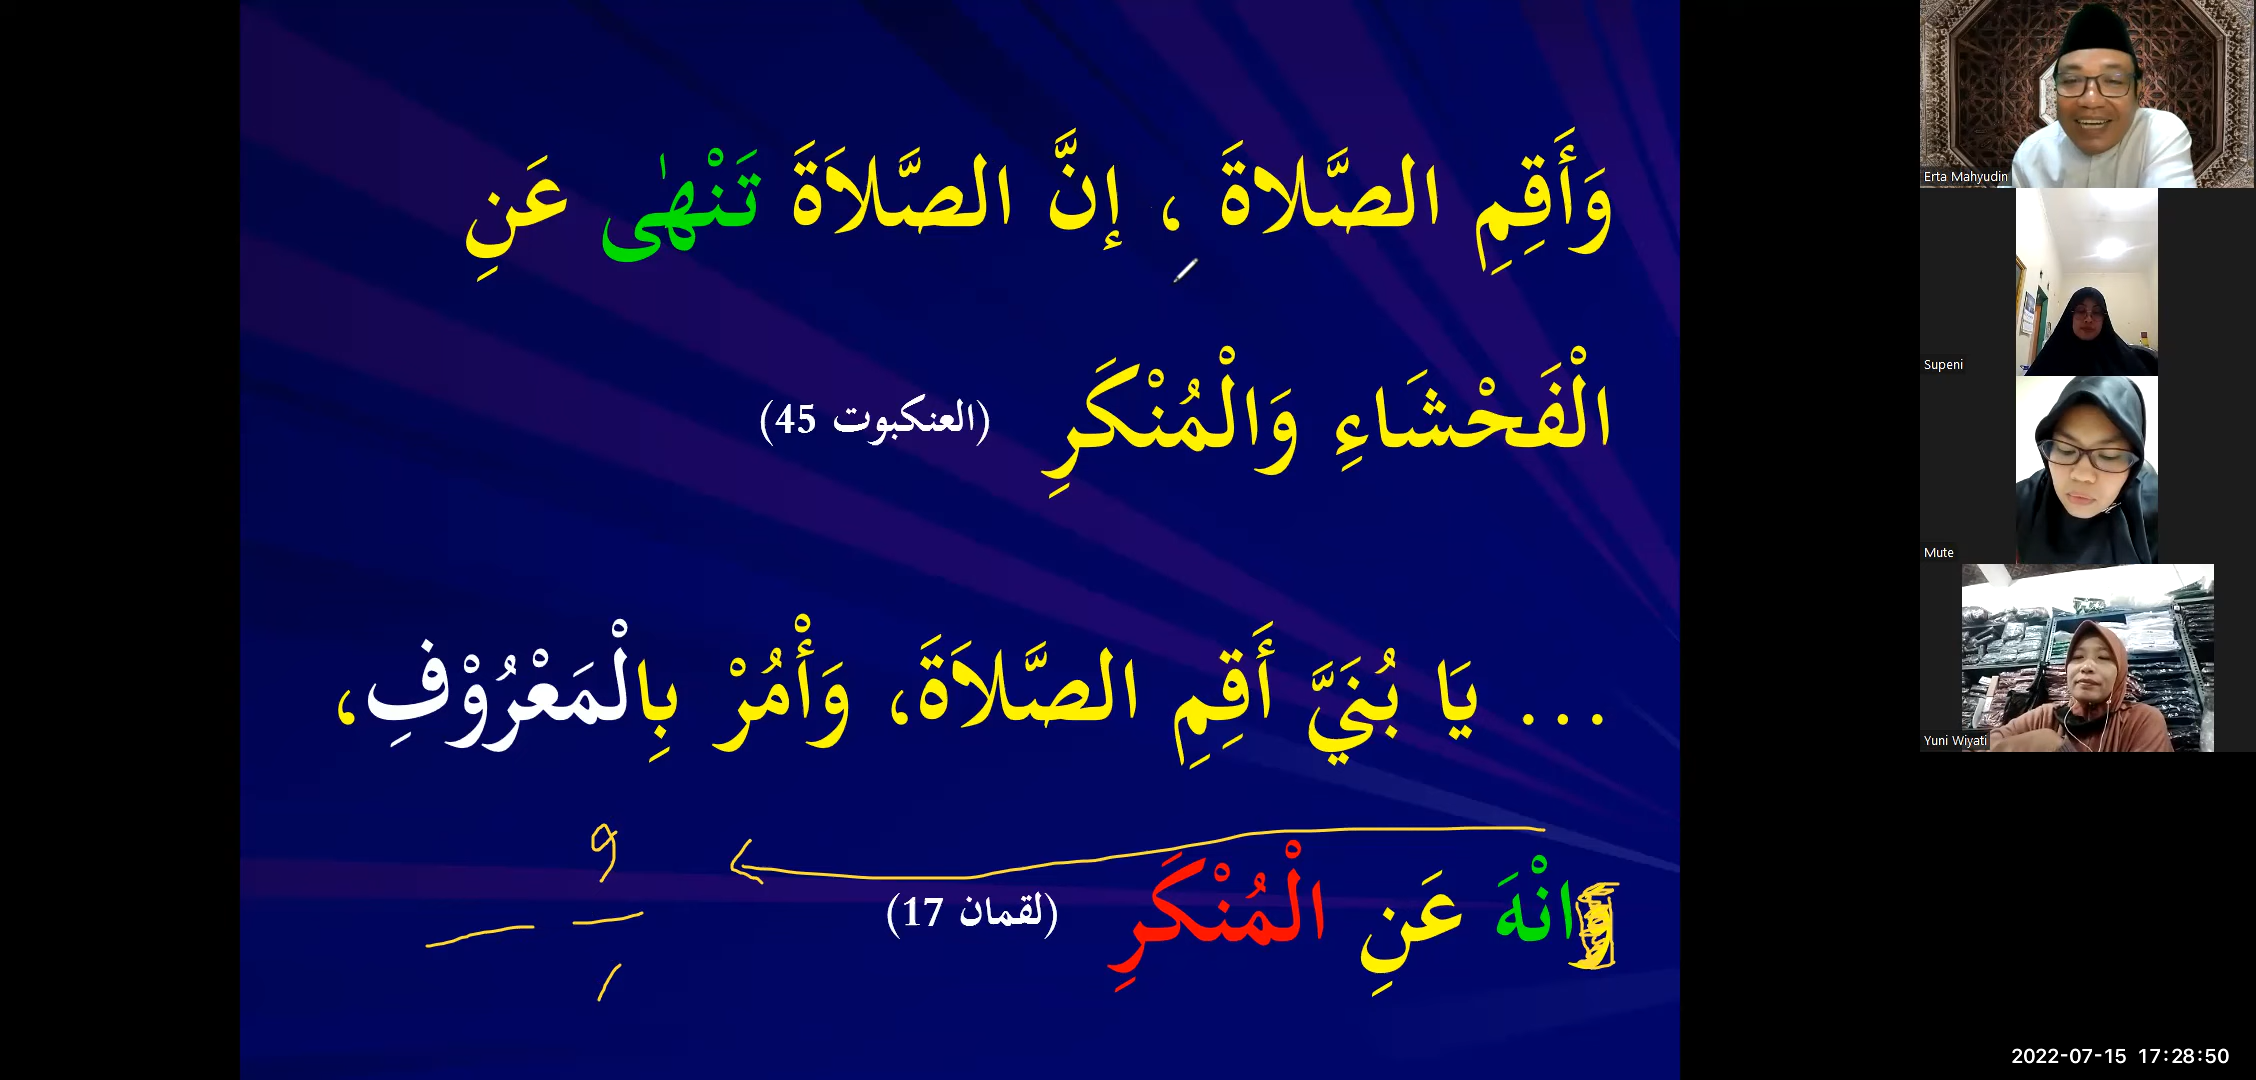 وَأَقِمِ الصَّلاةَ ، إِنَّ الصَّلاَةَ تَنْهٰى عَنِ
الْفَحْشَاءِ وَالْمُنْكَرِ (العنكبوت 45)
... يَا بُنَيَّ أَقِمِ الصَّلاَةَ، وَأْمُرْ بِالْمَعْرُوْفِ،
وَانْهَ عَنِ الْمُنْكَرِ (لقمان 17)
Erta Mahyudin
Supeni
Mute
Yuni Wiyati
2022-07-15 17:28:50